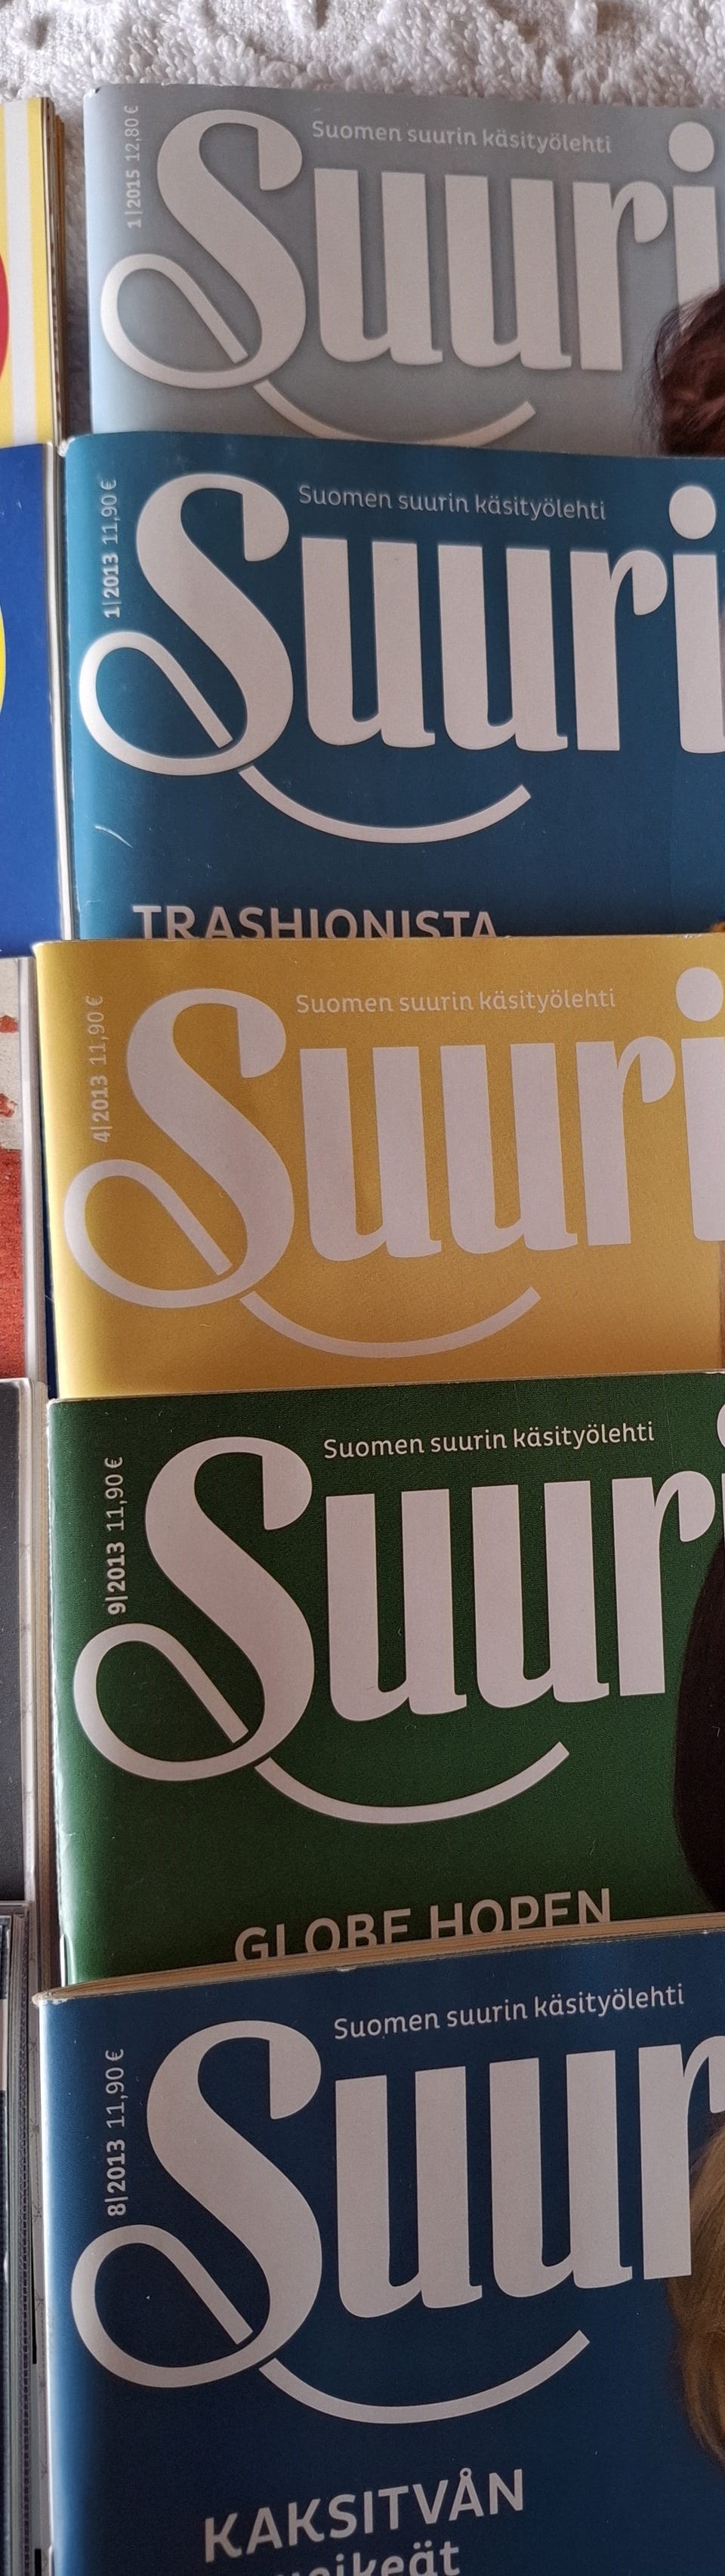 1|2015 12,80 €
Suomen suurin käsityölehti
Suuri
1|2013 11,90 €
Suomen suurin käsityölehti
Suuri
TRASHIONISTA
4|2013 11,90 €
Suomen suurin käsityölehti
Suuri
9|2013 11,90 €
Suomen suurin käsityölehti
Suuri
GLOBE HOPEN
8|2013 11,90 €
Suomen suurin käsityölehti
Suur
KAKSITVÅN